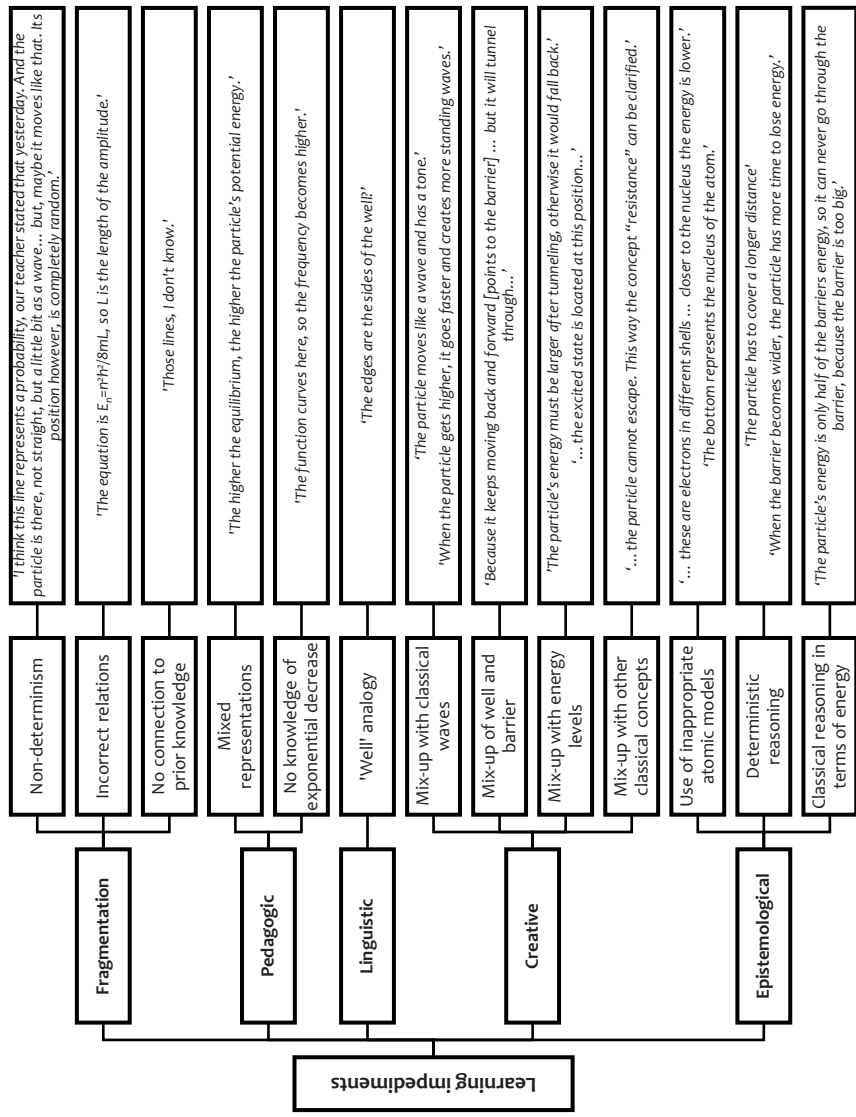 Learning impediments
Fragmentation
Non-determinism
'I think this line represents a probability, our teacher stated that yesterday. And the
particle is there, not straight, but a little bit as a wave... but, maybe it moves like that. Its
position however, is completely random.'
Incorrect relations
'The equation is Eₙ=n²h²/8mL, so L is the length of the amplitude.'
No connection to
prior knowledge
'Those lines, I don't know.'
Pedagogic
Mixed
representations
'The higher the equilibrium, the higher the particle's potential energy.'
No knowledge of
exponential decrease
'The function curves here, so the frequency becomes higher.'
Linguistic
'Well' analogy
'The edges are the sides of the well?'
Creative
Mix-up with classical
waves
'The particle moves like a wave and has a tone.'
'When the particle gets higher, it goes faster and creates more standing waves.'
Mix-up of well and
barrier
'Because it keeps moving back and forward [points to the barrier] ... but it will tunnel
through...'
Mix-up with energy
levels
'The particle's energy must be larger after tunneling, otherwise it would fall back.'
'... the excited state is located at this position...'
Mix-up with other
classical concepts
'... the particle cannot escape. This way the concept "resistance" can be clarified.'
Epistemological
Use of inappropriate
atomic models
'... these are electrons in different shells ... closer to the nucleus the energy is lower.'
'The bottom represents the nucleus of the atom.'
Deterministic
reasoning
'The particle has to cover a longer distance'
'When the barrier becomes wider, the particle has more time to lose energy.'
Classical reasoning in
terms of energy
'The particle's energy is only half of the barriers energy, so it can never go through the
barrier, because the barrier is too big.'